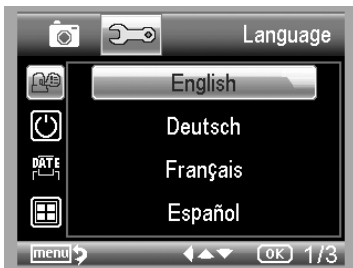 Language
English
Deutsch
DATE
Français
Español
menu OK 1/3